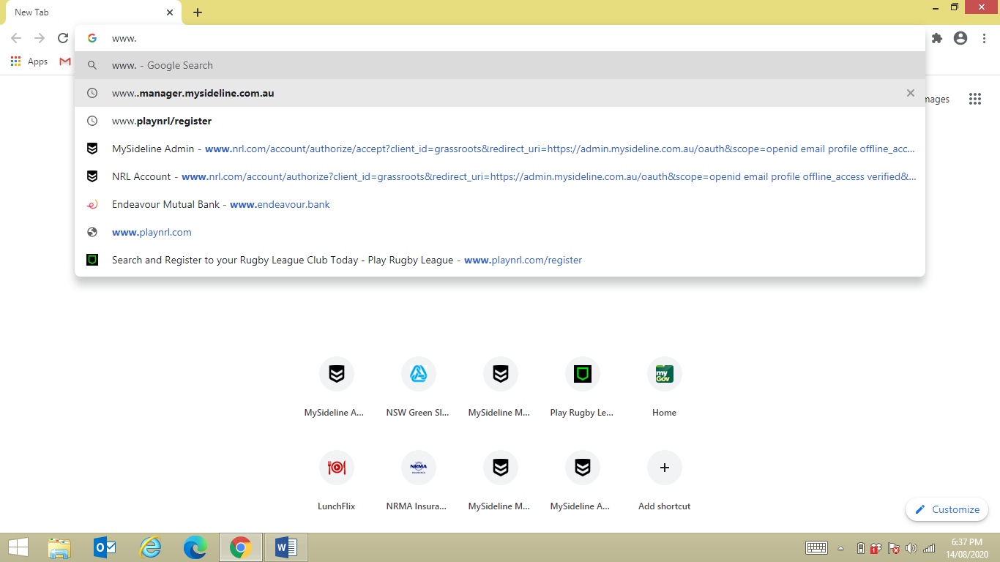 New Tab
www.
Apps
www. - Google Search
www..manager.mysideline.com.au
mages
www.playnrl/register
MySideline Admin - www.nrl.com/account/authorize/accept?client_id=grassroots&redirect_uri=https://admin.mysideline.com.au/oauth&scope=openid email profile offline_acc...
NRL Account - www.nrl.com/account/authorize?client_id=grassroots&redirect_uri=https://admin.mysideline.com.au/oauth&scope=openid email profile offline_access verified&...
Endeavour Mutual Bank - www.endeavour.bank
www.playnrl.com
Search and Register to your Rugby League Club Today - Play Rugby League - www.playnrl.com/register
my
Gov
MySideline A... NSW Green Sl... MySideline M... Play Rugby Le... Home
NRMA
LunchFlix NRMA Insura... MySideline M... MySideline A... Add shortcut
Customize
6:37 PM
14/08/2020